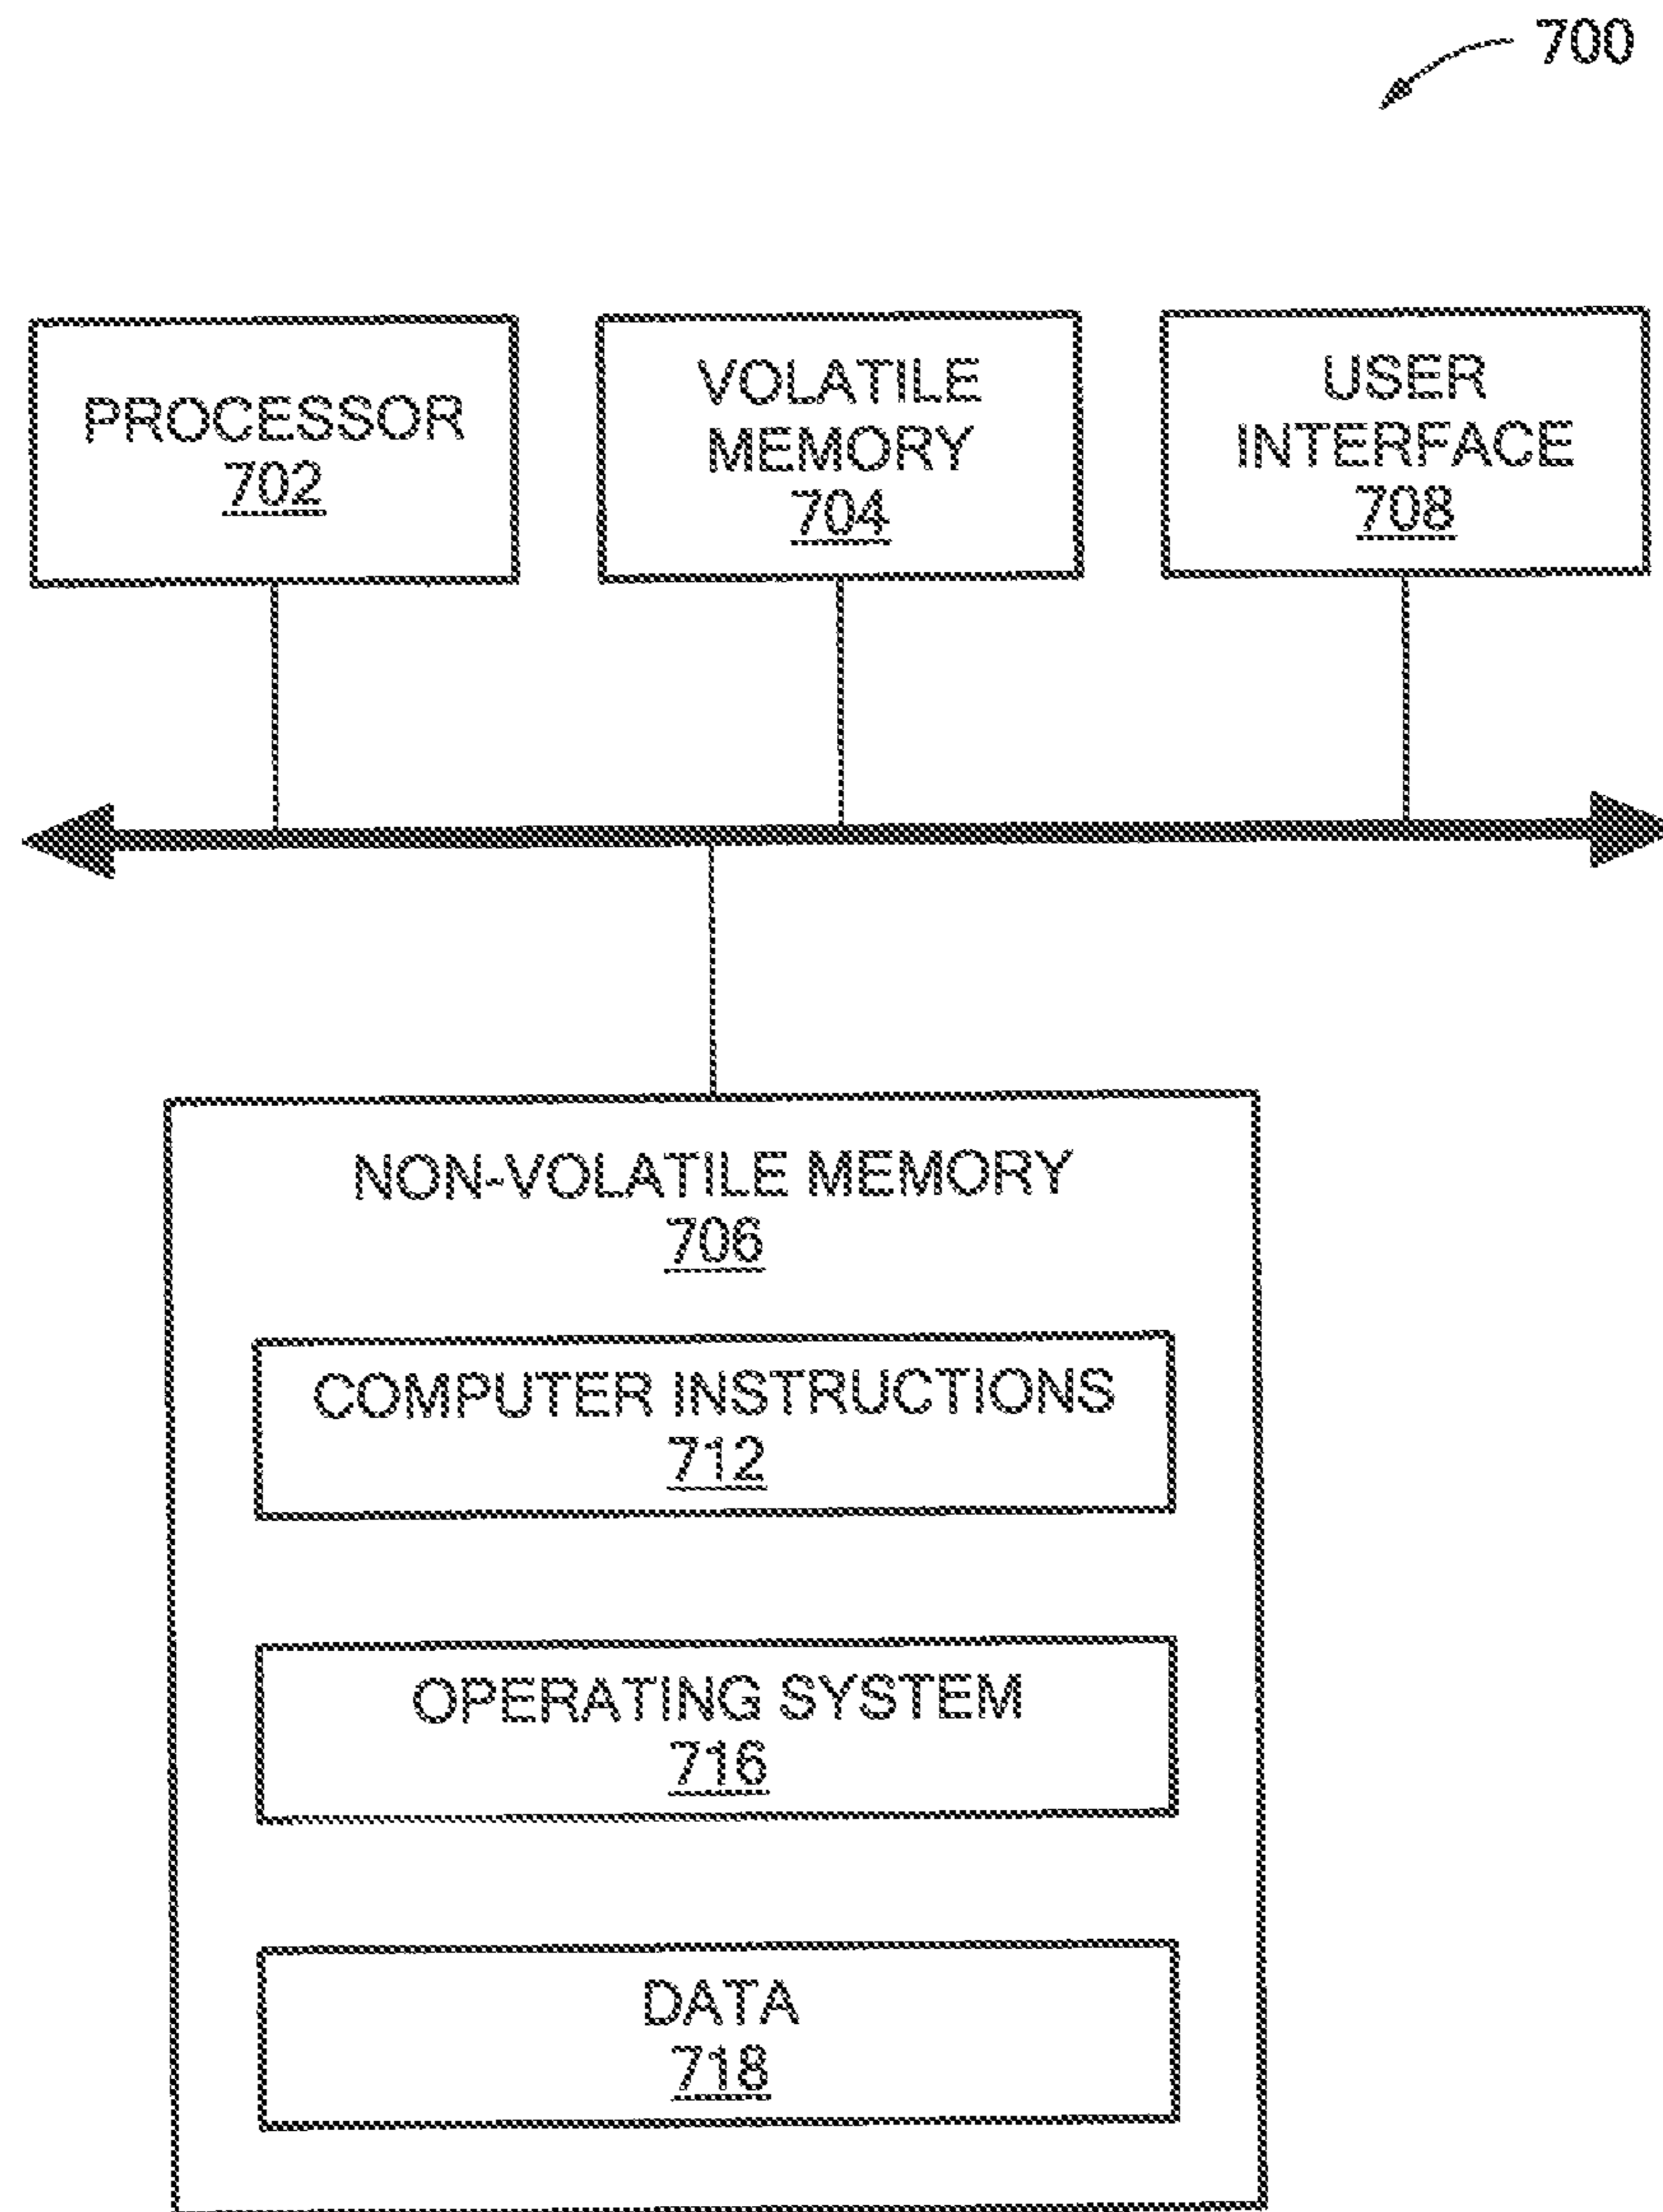 700
PROCESSOR
702
VOLATILE
MEMORY
704
USER
INTERFACE
708
NON-VOLATILE MEMORY
706
COMPUTER INSTRUCTIONS
712
OPERATING SYSTEM
716
DATA
718